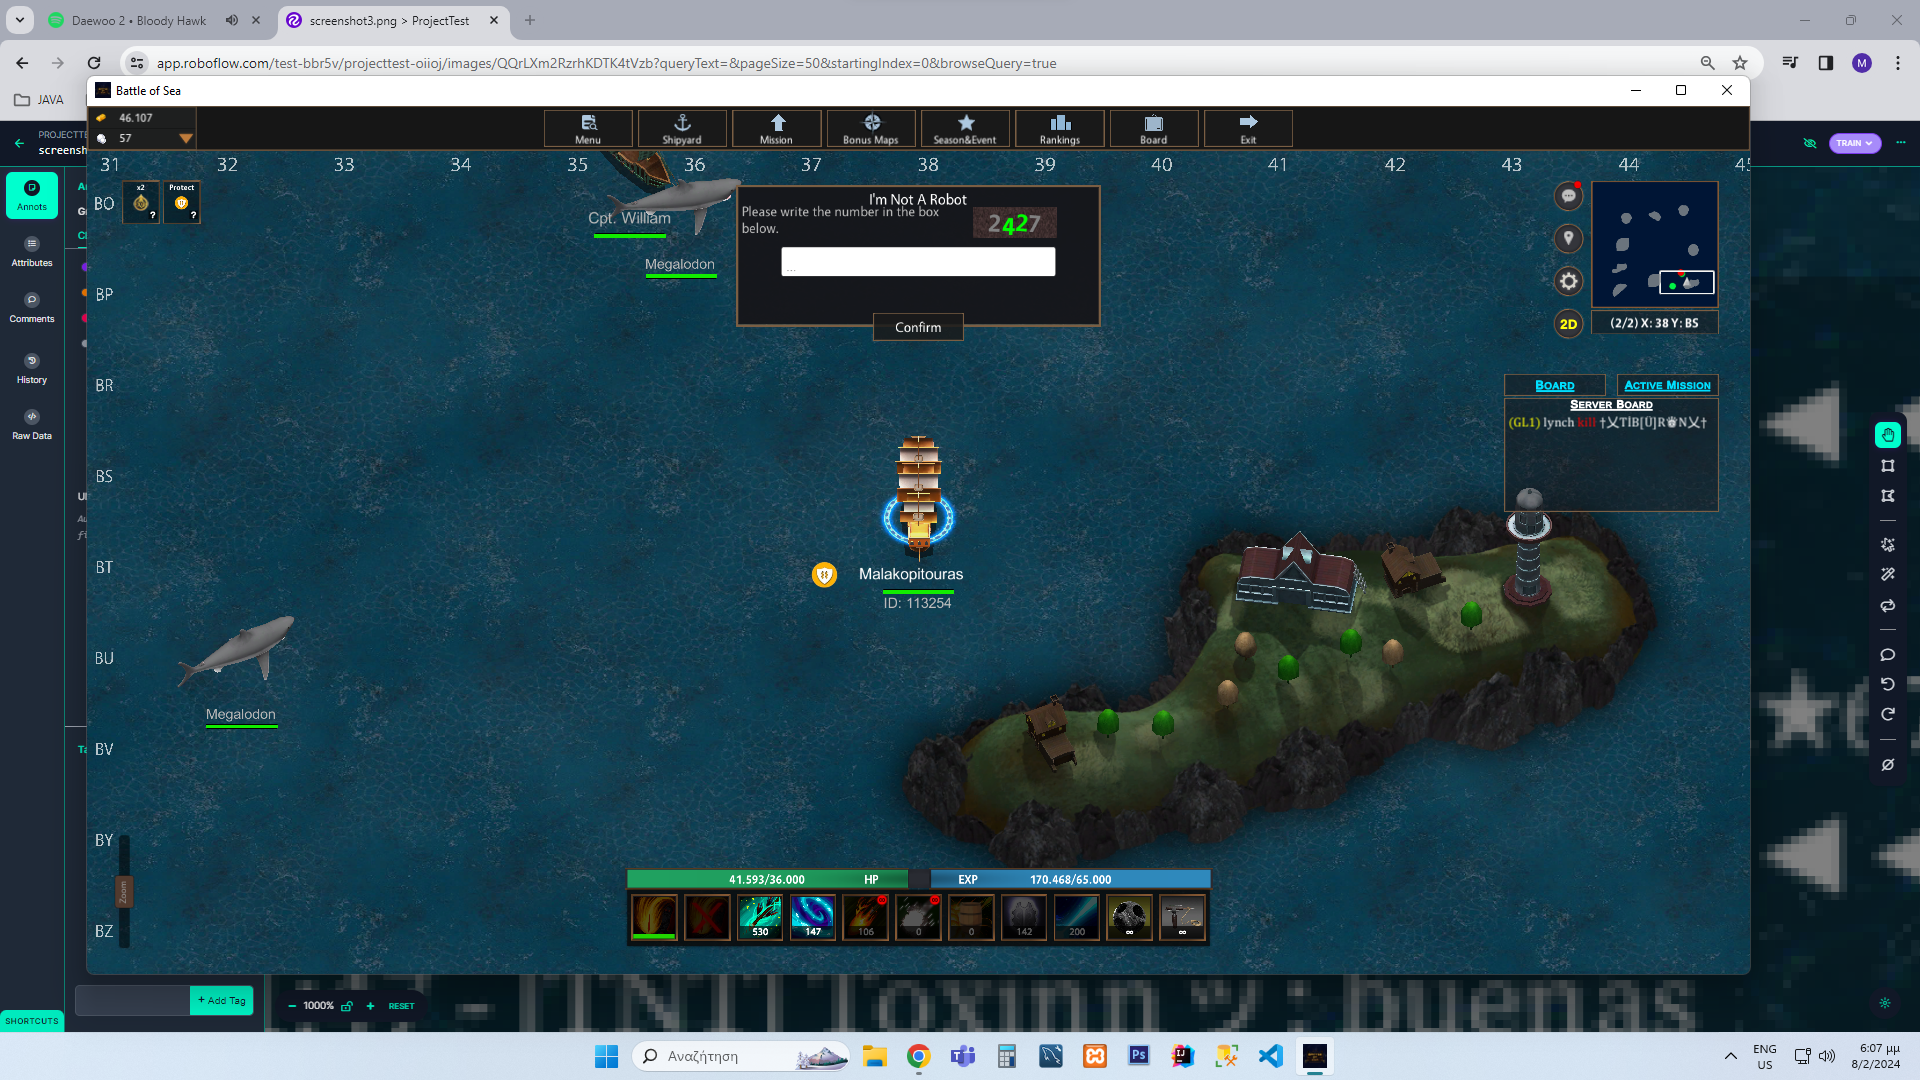 Daewoo 2 • Bloody Hawk
screenshot3.png > ProjectTest
app.roboflow.com/test-bbr5v/projecttest-oiioj/images/QQrLXm2RzrhKDTK4tVzb?queryText=&pageSize=50&startingIndex=0&browseQuery=true
M
JAVA
Battle of Sea
46.107
57
Menu
Shipyard
Mission
Bonus Maps
Season&Event
Rankings
Board
Exit
PROJECTTE
screensh
TRAIN
31 32 33 34 35 36 37 38 39 40 41 42 43 44 45
Annots
Attributes
Comments
History
Raw Data
BO
BP
BR
BS
BT
BU
BV
BY
BZ
x2
?
Protect
?
Cpt. William
Megalodon
I'm Not A Robot
Please write the number in the box
below.
2427
...
Confirm
2D
(2/2) X: 38 Y: BS
Board
Active Mission
Server Board
(GL1) lynch kill
Malakopitouras
ID: 113254
Megalodon
Zoom
41.593/36.000 HP
EXP 170.468/65.000
530
147
106
0
0
142
200
∞
∞
+ Add Tag
SHORTCUTS
− 1000% + RESET
buenas
Αναζήτηση
Ps
ENG
US
6:07 μμ
8/2/2024